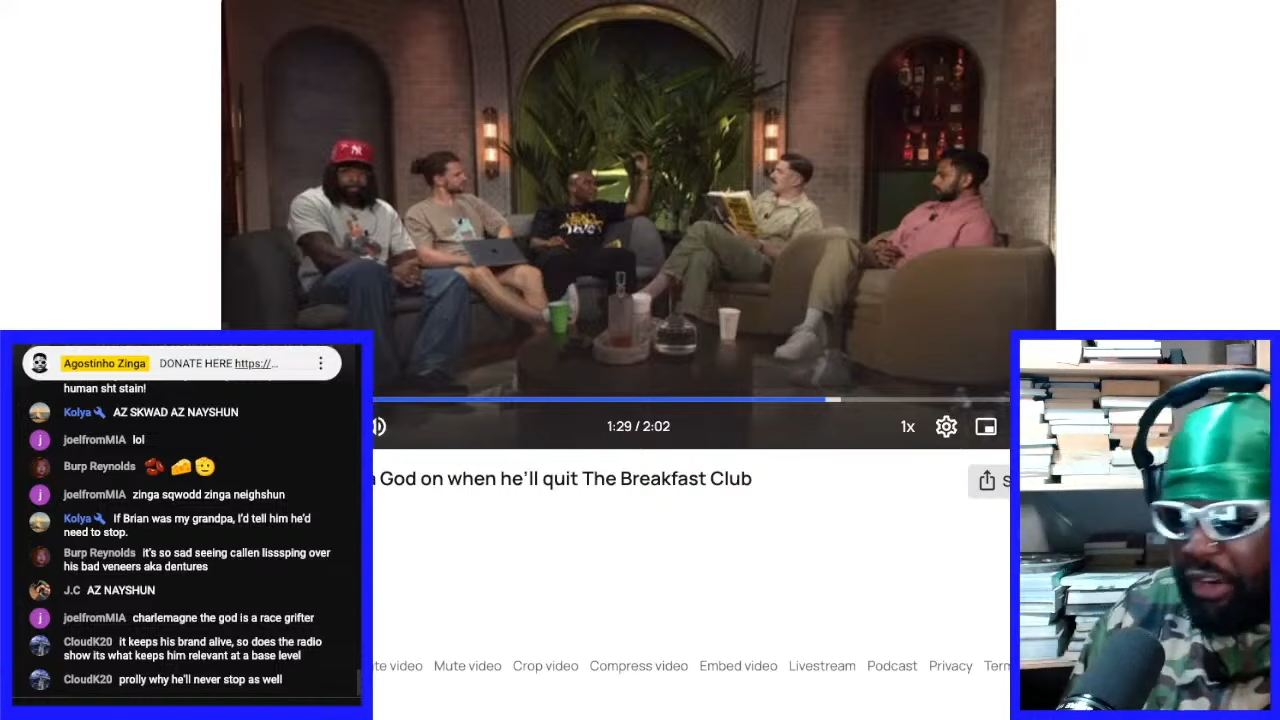 1:29 / 2:02
1x
God on when he'll quit The Breakfast Club
S
Agostinho Zinga DONATE HERE https://...
human sht stain!
Kolya AZ SKWAD AZ NAYSHUN
joelfromMIA lol
Burp Reynolds 🦀 🧀 🫡
joelfromMIA zinga sqwodd zinga neighshun
Kolya If Brian was my grandpa, I'd tell him he'd
need to stop.
Burp Reynolds it's so sad seeing callen lisssping over
his bad veneers aka dentures
J.C AZ NAYSHUN
joelfromMIA charlemagne the god is a race grifter
CloudK20 it keeps his brand alive, so does the radio
show its what keeps him relevant at a base level
CloudK20 prolly why he'll never stop as well
te video Mute video Crop video Compress video Embed video Livestream Podcast Privacy Term